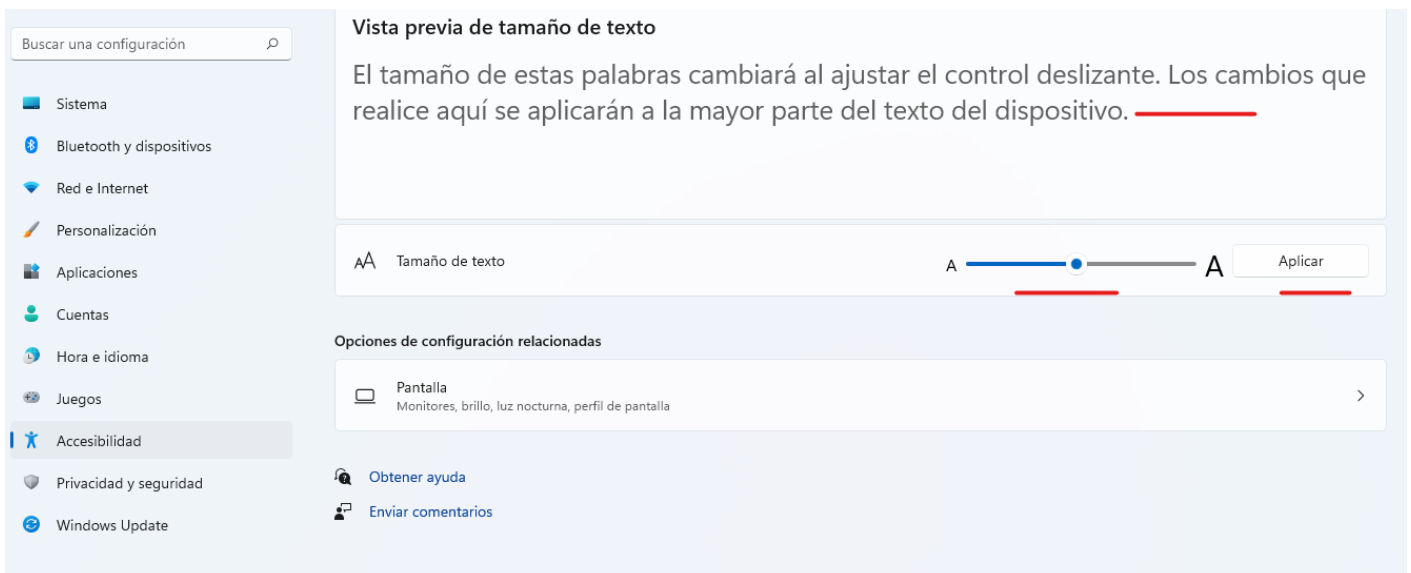 Buscar una configuración
Sistema
Bluetooth y dispositivos
Red e Internet
Personalización
Aplicaciones
Cuentas
Hora e idioma
Juegos
Accesibilidad
Privacidad y seguridad
Windows Update
Vista previa de tamaño de texto
El tamaño de estas palabras cambiará al ajustar el control deslizante. Los cambios que
realice aquí se aplicarán a la mayor parte del texto del dispositivo.
AA Tamaño de texto A A Aplicar
Opciones de configuración relacionadas
Pantalla
Monitores, brillo, luz nocturna, perfil de pantalla
Obtener ayuda
Enviar comentarios